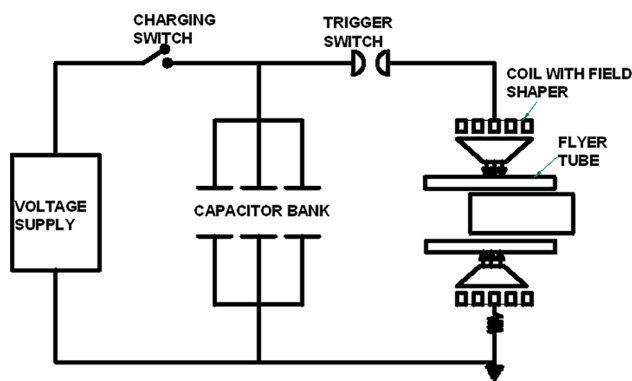 CHARGING
SWITCH
TRIGGER
SWITCH
COIL WITH FIELD
SHAPER
FLYER
TUBE
VOLTAGE
SUPPLY
CAPACITOR BANK